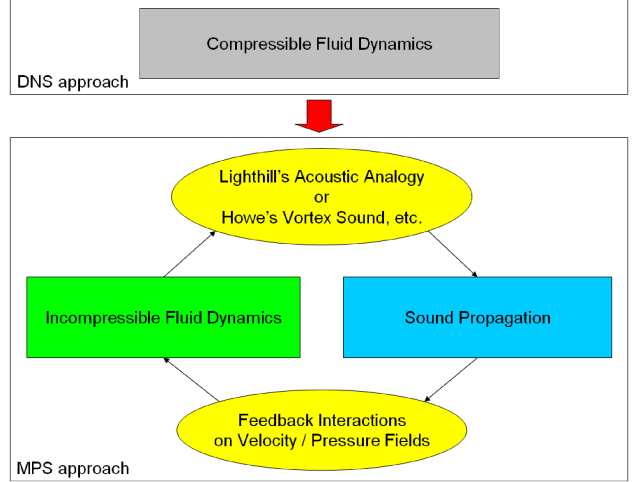 Compressible Fluid Dynamics
DNS approach
Lighthill's Acoustic Analogy
or
Howe's Vortex Sound, etc.
Incompressible Fluid Dynamics
Sound Propagation
Feedback Interactions
on Velocity / Pressure Fields
MPS approach